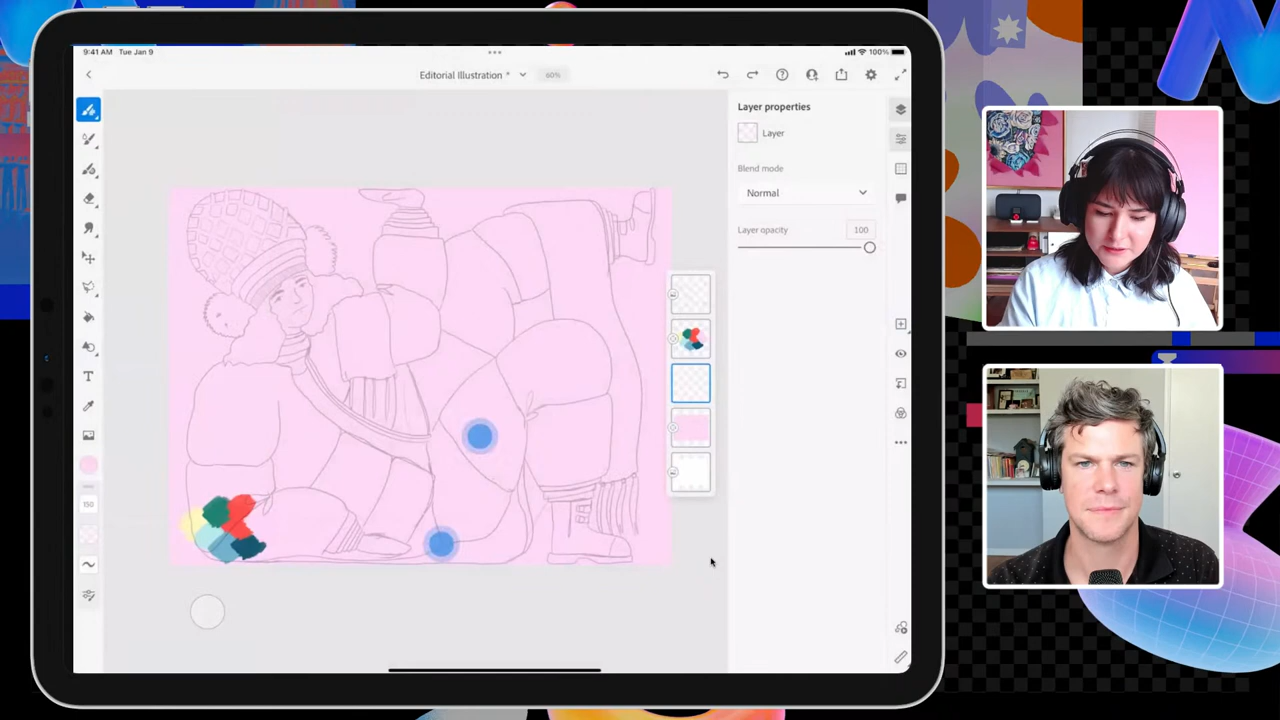 9:41 AM Tue Jan 9
100%
Editorial Illustration *
60%
Layer properties
Layer
Blend mode
Normal
Layer opacity
100
T
150